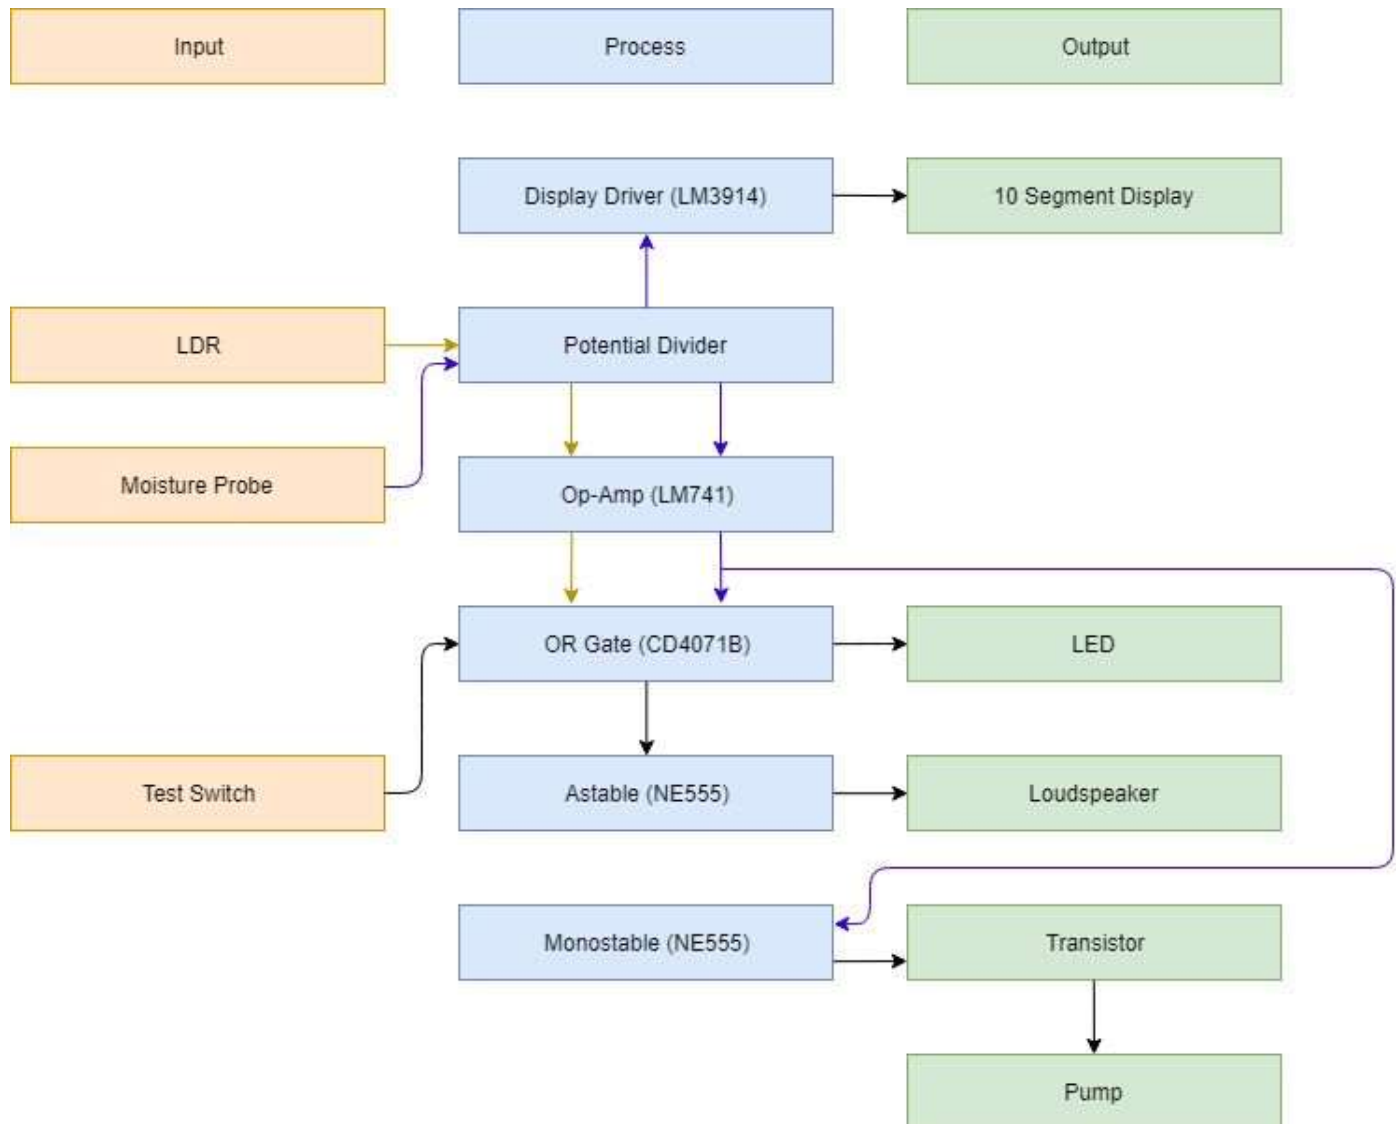 Input
Process
Output
Display Driver (LM3914)
10 Segment Display
LDR
Potential Divider
Moisture Probe
Op-Amp (LM741)
OR Gate (CD4071B)
LED
Test Switch
Astable (NE555)
Loudspeaker
Monostable (NE555)
Transistor
Pump